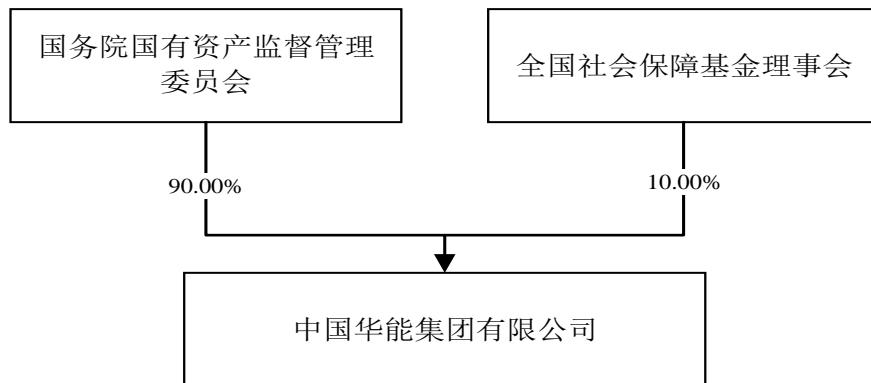 国务院国有资产监督管理
委员会
全国社会保障基金理事会
90.00%
10.00%
中国华能集团有限公司